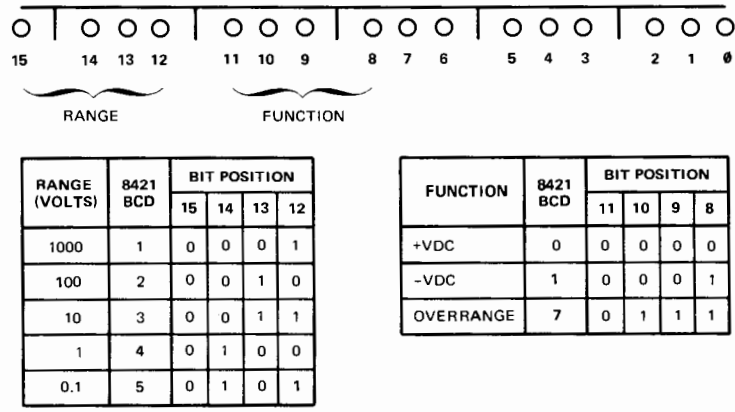 15 14 13 12 11 10 9 8 7 6 5 4 3 2 1 Ø
RANGE FUNCTION
RANGE (VOLTS) 8421 BCD BIT POSITION
15 14 13 12
1000 1 0 0 0 1
100 2 0 0 1 0
10 3 0 0 1 1
1 4 0 1 0 0
0.1 5 0 1 0 1
FUNCTION 8421 BCD BIT POSITION
11 10 9 8
+VDC 0 0 0 0 0
-VDC 1 0 0 0 1
OVERRANGE 7 0 1 1 1